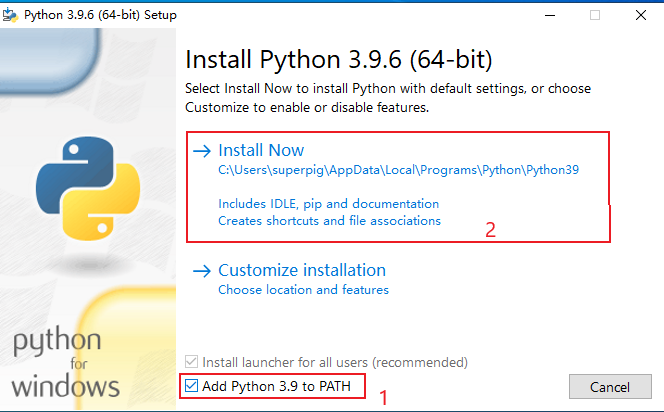 Python 3.9.6 (64-bit) Setup
Install Python 3.9.6 (64-bit)
Select Install Now to install Python with default settings, or choose
Customize to enable or disable features.
Install Now
C:\Users\superpig\AppData\Local\Programs\Python\Python39
Includes IDLE, pip and documentation
Creates shortcuts and file associations
2
Customize installation
Choose location and features
python
for
windows
Install launcher for all users (recommended)
Add Python 3.9 to PATH
1
Cancel